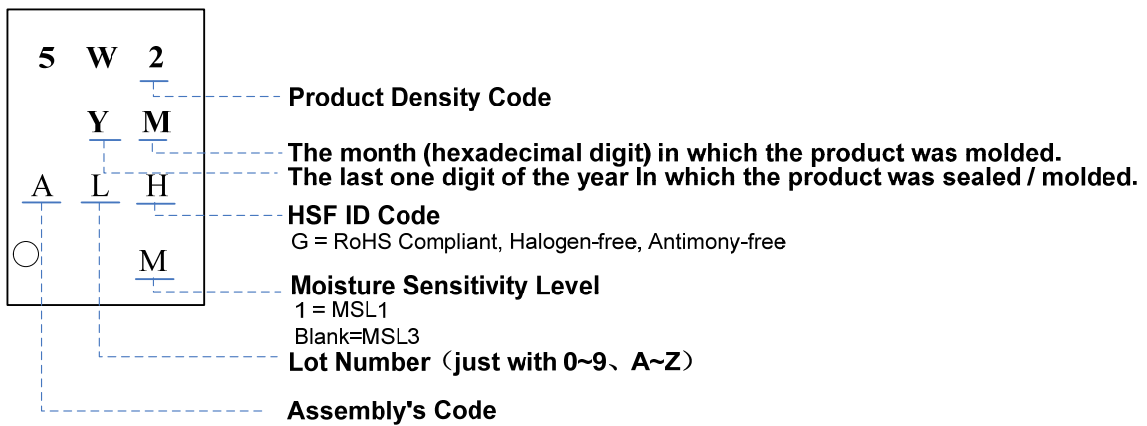 5 W 2
Product Density Code
Y M
The month (hexadecimal digit) in which the product was molded.
The last one digit of the year In which the product was sealed / molded.
A L H
HSF ID Code
G = RoHS Compliant, Halogen-free, Antimony-free
M
Moisture Sensitivity Level
1 = MSL1
Blank=MSL3
Lot Number（just with 0~9、A~Z）
Assembly's Code